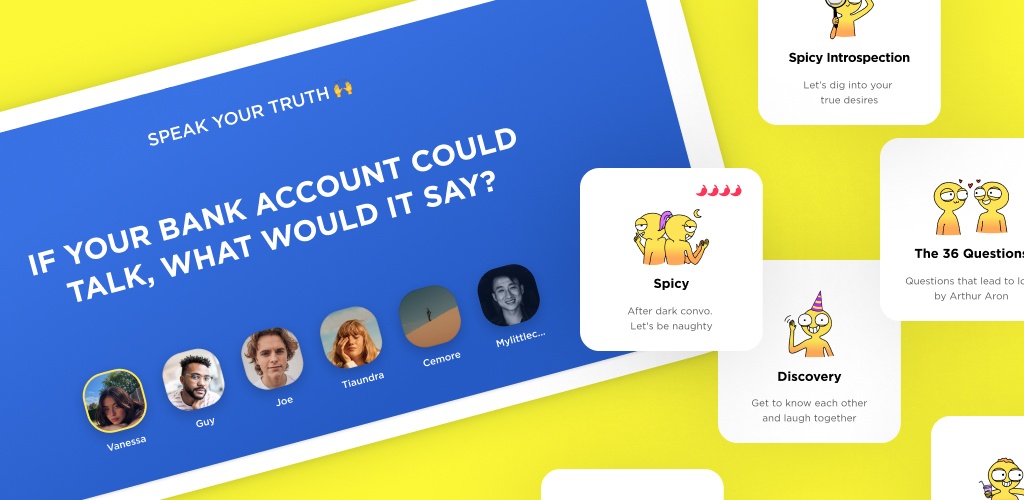 SPEAK YOUR TRUTH 🙌
IF YOUR BANK ACCOUNT COULD
TALK, WHAT WOULD IT SAY?
Vanessa
Guy
Joe
Tiaundra
Cemore
Mylittlec...
Spicy
After dark convo.
Let's be naughty
Spicy Introspection
Let's dig into your
true desires
The 36 Questions
Questions that lead to lo
by Arthur Aron
Discovery
Get to know each other
and laugh together